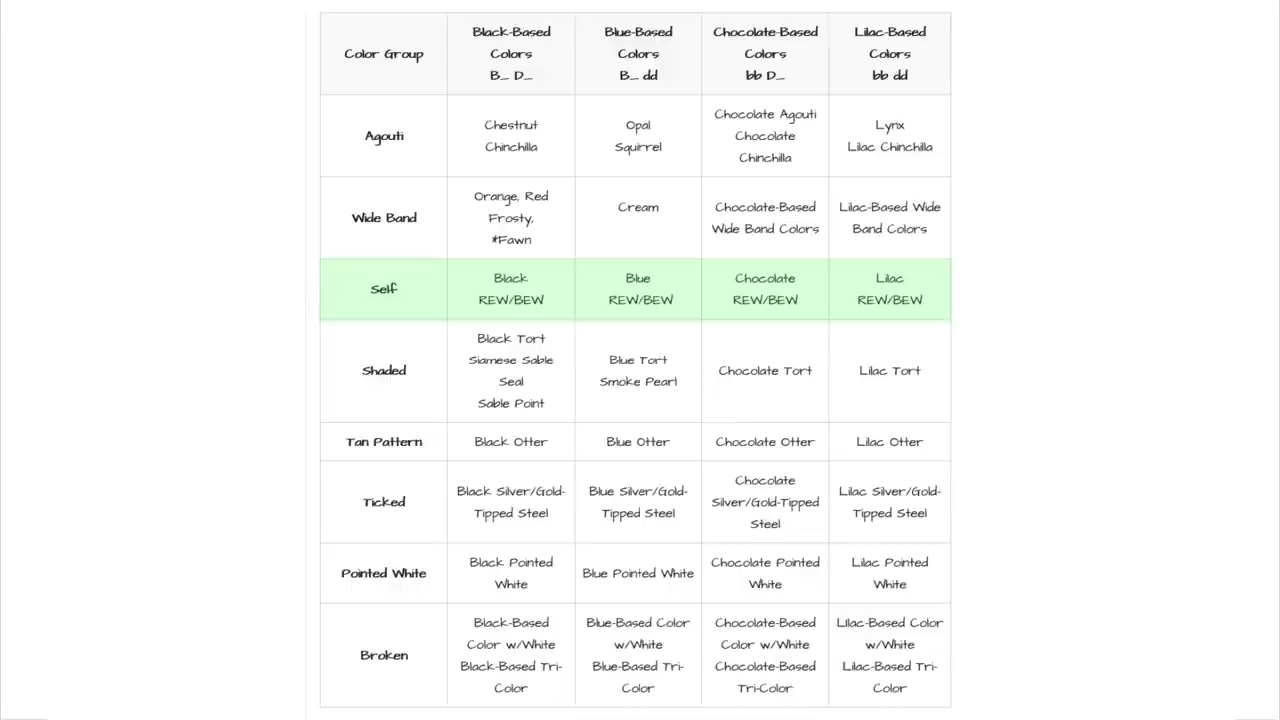 Color Group
Black-Based
Colors
B_ D_
Blue-Based
Colors
B_ dd
Chocolate-Based
Colors
bb D_
Lilac-Based
Colors
bb dd
Agouti
Chestnut
Chinchilla
Opal
Squirrel
Chocolate Agouti
Chocolate
Chinchilla
Lynx
Lilac Chinchilla
Wide Band
Orange, Red
Frosty,
*Fawn
Cream
Chocolate-Based
Wide Band Colors
Lilac-Based Wide
Band Colors
Self
Black
REW/BEW
Blue
REW/BEW
Chocolate
REW/BEW
Lilac
REW/BEW
Shaded
Black Tort
Siamese Sable
Seal
Sable Point
Blue Tort
Smoke Pearl
Chocolate Tort
Lilac Tort
Tan Pattern
Black Otter
Blue Otter
Chocolate Otter
Lilac Otter
Ticked
Black Silver/Gold-
Tipped Steel
Blue Silver/Gold-
Tipped Steel
Chocolate
Silver/Gold-Tipped
Steel
Lilac Silver/Gold-
Tipped Steel
Pointed White
Black Pointed
White
Blue Pointed White
Chocolate Pointed
White
Lilac Pointed
White
Broken
Black-Based
Color w/White
Black-Based Tri-
Color
Blue-Based Color
w/White
Blue-Based Tri-
Color
Chocolate-Based
Color w/White
Chocolate-Based
Tri-Color
Lilac-Based Color
w/White
Lilac-Based Tri-
Color